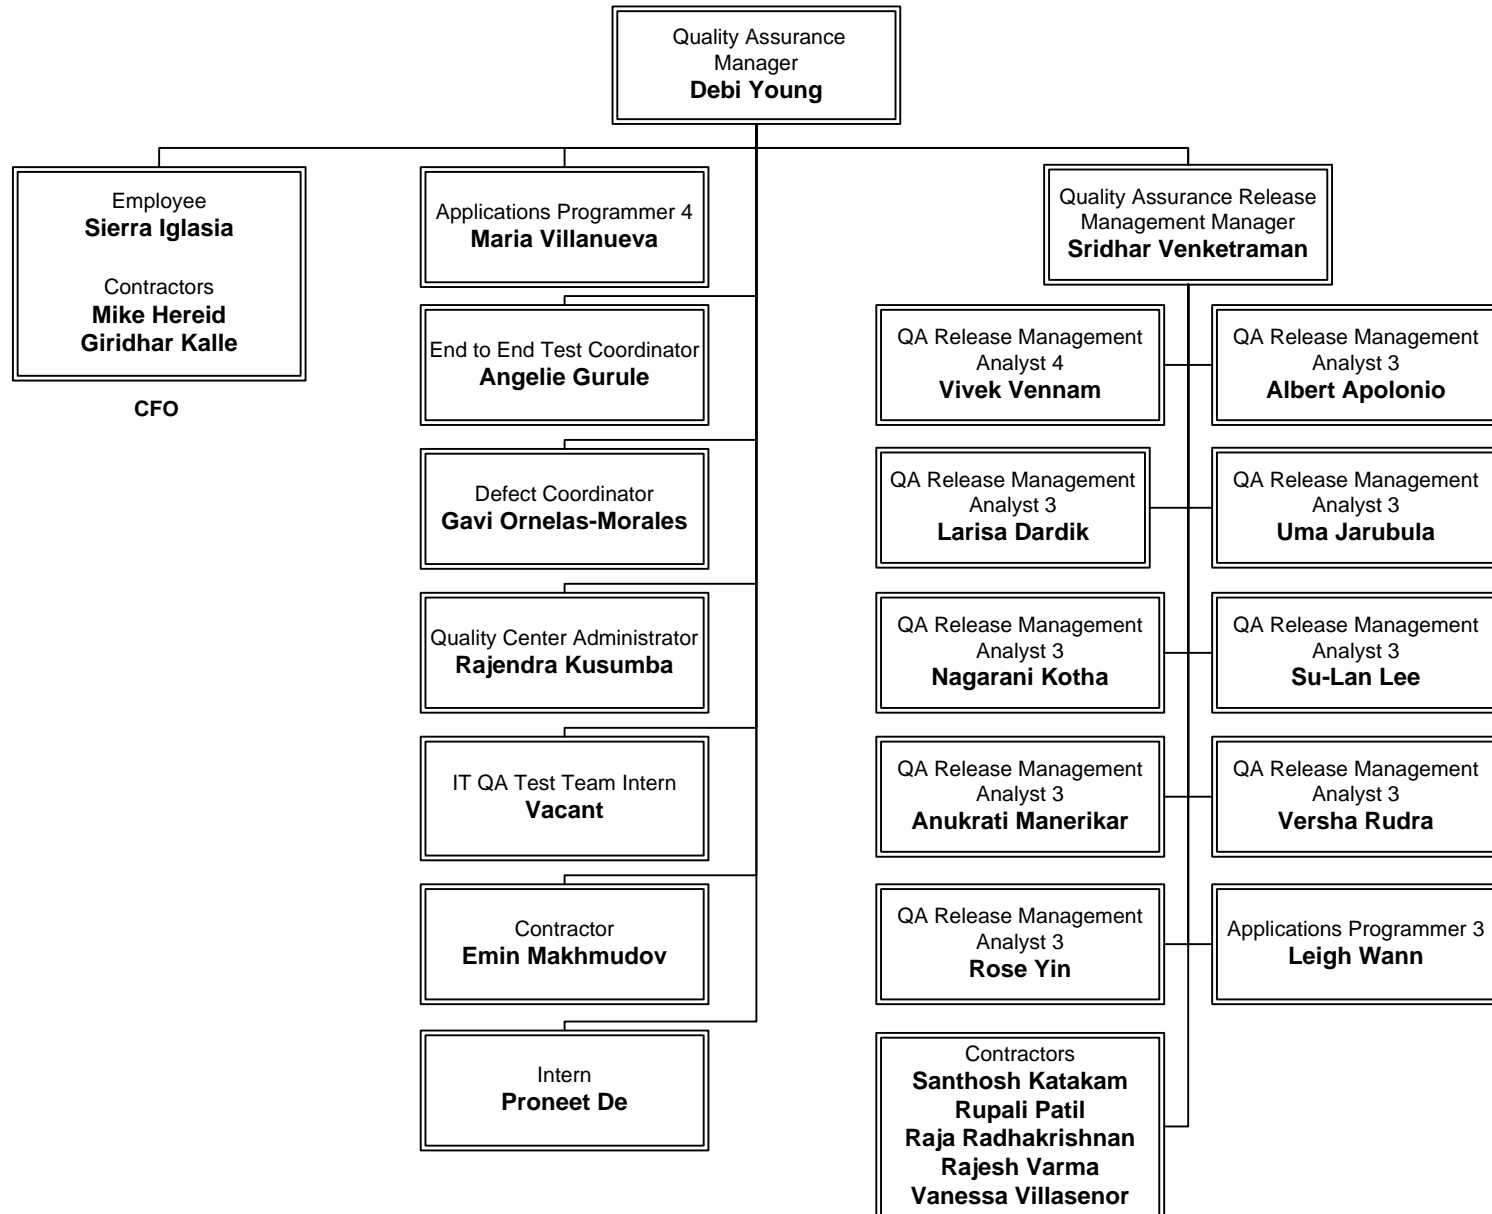 Quality Assurance
Manager
Debi Young
Employee
Sierra Iglasia
Contractors
Mike Hereid
Giridhar Kalle
CFO
Applications Programmer 4
Maria Villanueva
End to End Test Coordinator
Angelie Gurule
Defect Coordinator
Gavi Ornelas-Morales
Quality Center Administrator
Rajendra Kusumba
IT QA Test Team Intern
Vacant
Contractor
Emin Makhmudov
Intern
Proneet De
Quality Assurance Release
Management Manager
Sridhar Venketraman
QA Release Management
Analyst 4
Vivek Vennam
QA Release Management
Analyst 3
Albert Apolonio
QA Release Management
Analyst 3
Larisa Dardik
QA Release Management
Analyst 3
Uma Jarubula
QA Release Management
Analyst 3
Nagarani Kotha
QA Release Management
Analyst 3
Su-Lan Lee
QA Release Management
Analyst 3
Anukrati Manerikar
QA Release Management
Analyst 3
Versha Rudra
QA Release Management
Analyst 3
Rose Yin
Applications Programmer 3
Leigh Wann
Contractors
Santhosh Katakam
Rupali Patil
Raja Radhakrishnan
Rajesh Varma
Vanessa Villasenor